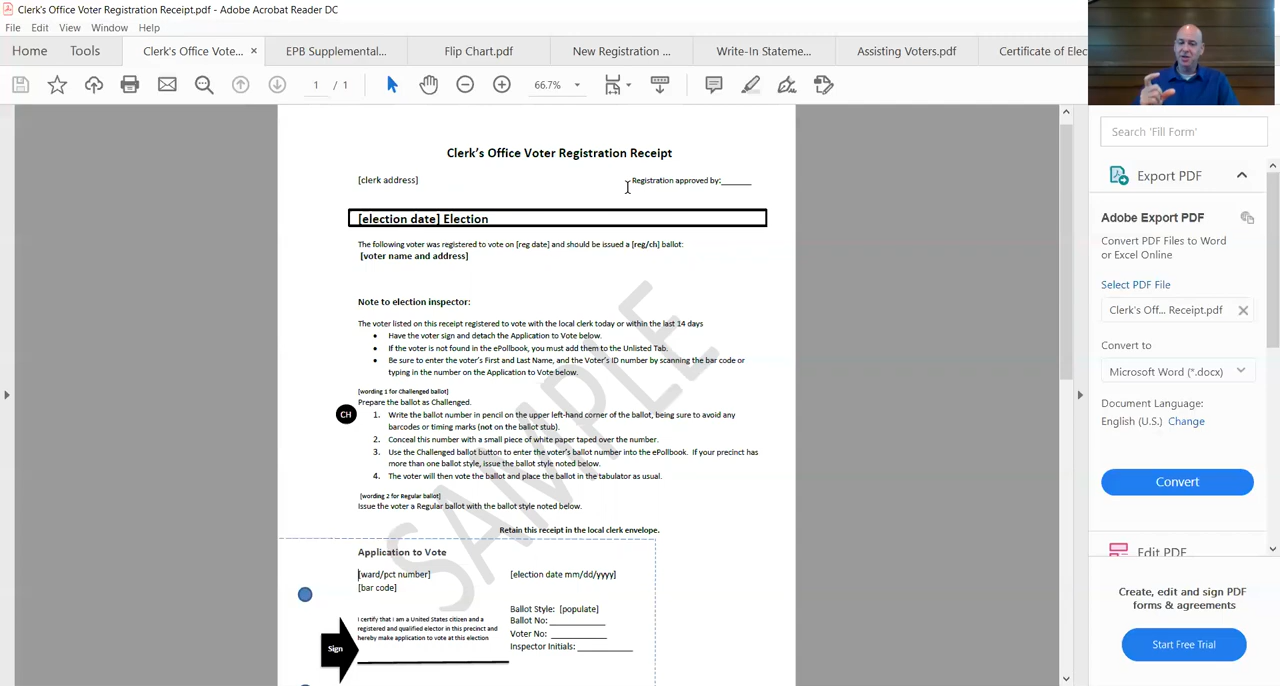 Clerk's Office Voter Registration Receipt.pdf - Adobe Acrobat Reader DC
File Edit View Window Help
Home Tools Clerk's Office Vote... × EPB Supplemental... Flip Chart.pdf New Registration ... Write-In Stateme... Assisting Voters.pdf Certificate of Elec
1 / 1 66.7%
Clerk's Office Voter Registration Receipt
[clerk address] Registration approved by:______
[election date] Election
The following voter was registered to vote on [reg date] and should be issued a [reg/ch] ballot:
[voter name and address]
Note to election inspector:
The voter listed on this receipt registered to vote with the local clerk today or within the last 14 days
• Have the voter sign and detach the Application to Vote below.
• If the voter is not found in the ePollbook, you must add them to the Unlisted Tab.
• Be sure to enter the voter's First and Last Name, and the Voter's ID number by scanning the bar code or
typing in the number on the Application to Vote below.
[wording 1 for Challenged ballot]
Prepare the ballot as Challenged.
CH
1. Write the ballot number in pencil on the upper left-hand corner of the ballot, being sure to avoid any
barcodes or timing marks (not on the ballot stub).
2. Conceal this number with a small piece of white paper taped over the number.
3. Use the Challenged ballot button to enter the voter's ballot number into the ePollbook. If your precinct has
more than one ballot style, issue the ballot style noted below.
4. The voter will then vote the ballot and place the ballot in the tabulator as usual.
[wording 2 for Regular ballot]
Issue the voter a Regular ballot with the ballot style noted below.
Retain this receipt in the local clerk envelope.
SAMPLE
Application to Vote
[ward/pct number] [election date mm/dd/yyyy]
[bar code]
Ballot Style: [populate]
I certify that I am a United States citizen and a
registered and qualified elector in this precinct and
hereby make application to vote at this election
Ballot No: ____________
Voter No: ____________
Inspector Initials: ____________
Sign
Search 'Fill Form'
Export PDF
Adobe Export PDF
Convert PDF Files to Word
or Excel Online
Select PDF File
Clerk's Off... Receipt.pdf
Convert to
Microsoft Word (*.docx)
Document Language:
English (U.S.) Change
Convert
Edit PDF
Create, edit and sign PDF
forms & agreements
Start Free Trial